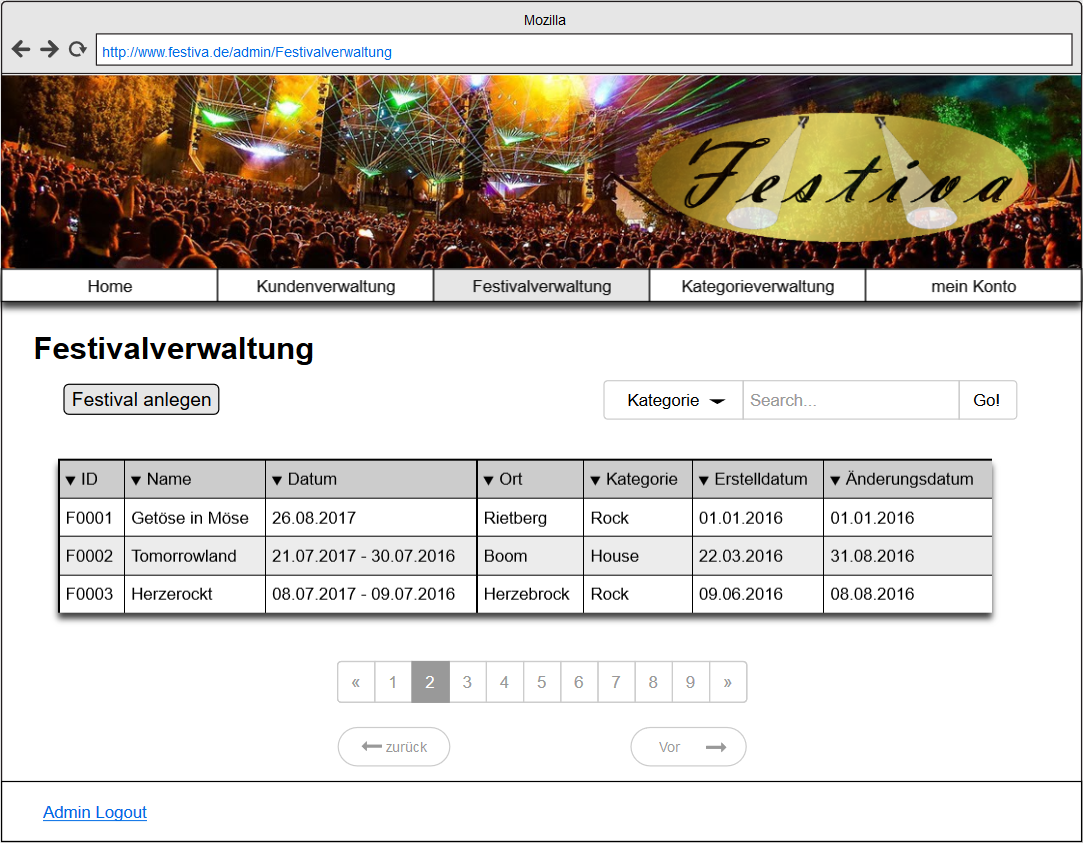 Mozilla
http://www.festiva.de/admin/Festivalverwaltung
Festiva
Home Kundenverwaltung Festivalverwaltung Kategorieverwaltung mein Konto
Festivalverwaltung
Festival anlegen Kategorie Search... Go!
▼ ID ▼ Name ▼ Datum ▼ Ort ▼ Kategorie ▼ Erstelldatum ▼ Änderungsdatum
F0001 Getöse in Möse 26.08.2017 Rietberg Rock 01.01.2016 01.01.2016
F0002 Tomorrowland 21.07.2017 - 30.07.2016 Boom House 22.03.2016 31.08.2016
F0003 Herzerockt 08.07.2017 - 09.07.2016 Herzebrock Rock 09.06.2016 08.08.2016
« 1 2 3 4 5 6 7 8 9 »
zurück Vor
Admin Logout